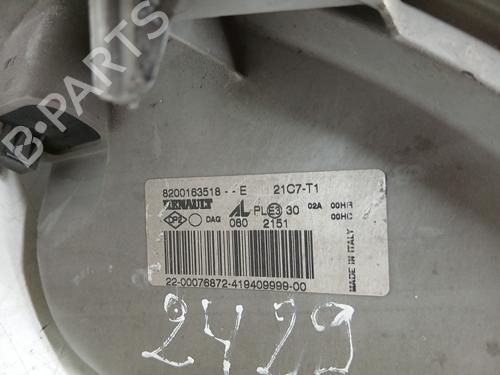 B-PARTS
8200163518 - - E 21C7-T1
RENAULT
DAG AL PL E3 30 02A 00HR
060 2151 00HC
22-00076872-419409999-00
MADE IN ITALY
2429